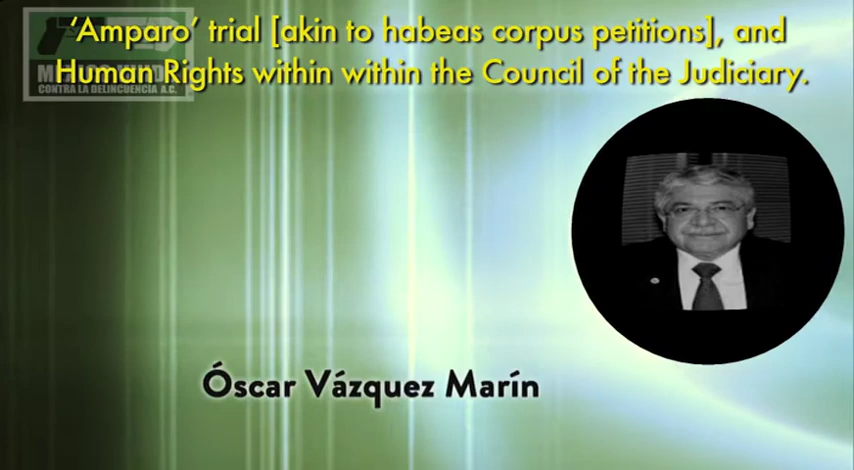 ‘Amparo’ trial [akin to habeas corpus petitions], and
Human Rights within within the Council of the Judiciary.
CONTRA LA DELINCUENCIA A.C.
Óscar Vázquez Marín